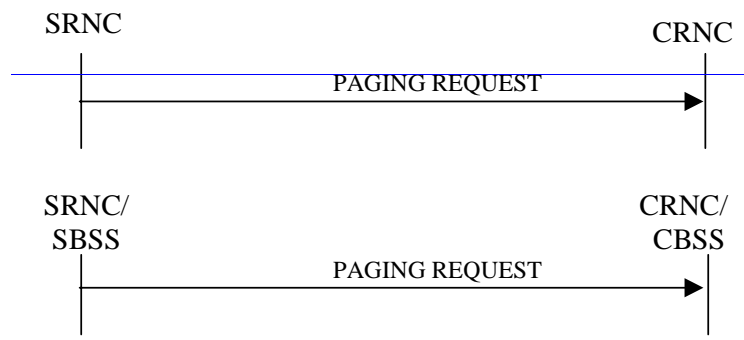 SRNC
CRNC
PAGING REQUEST
SRNC/
SBSS
CRNC/
CBSS
PAGING REQUEST